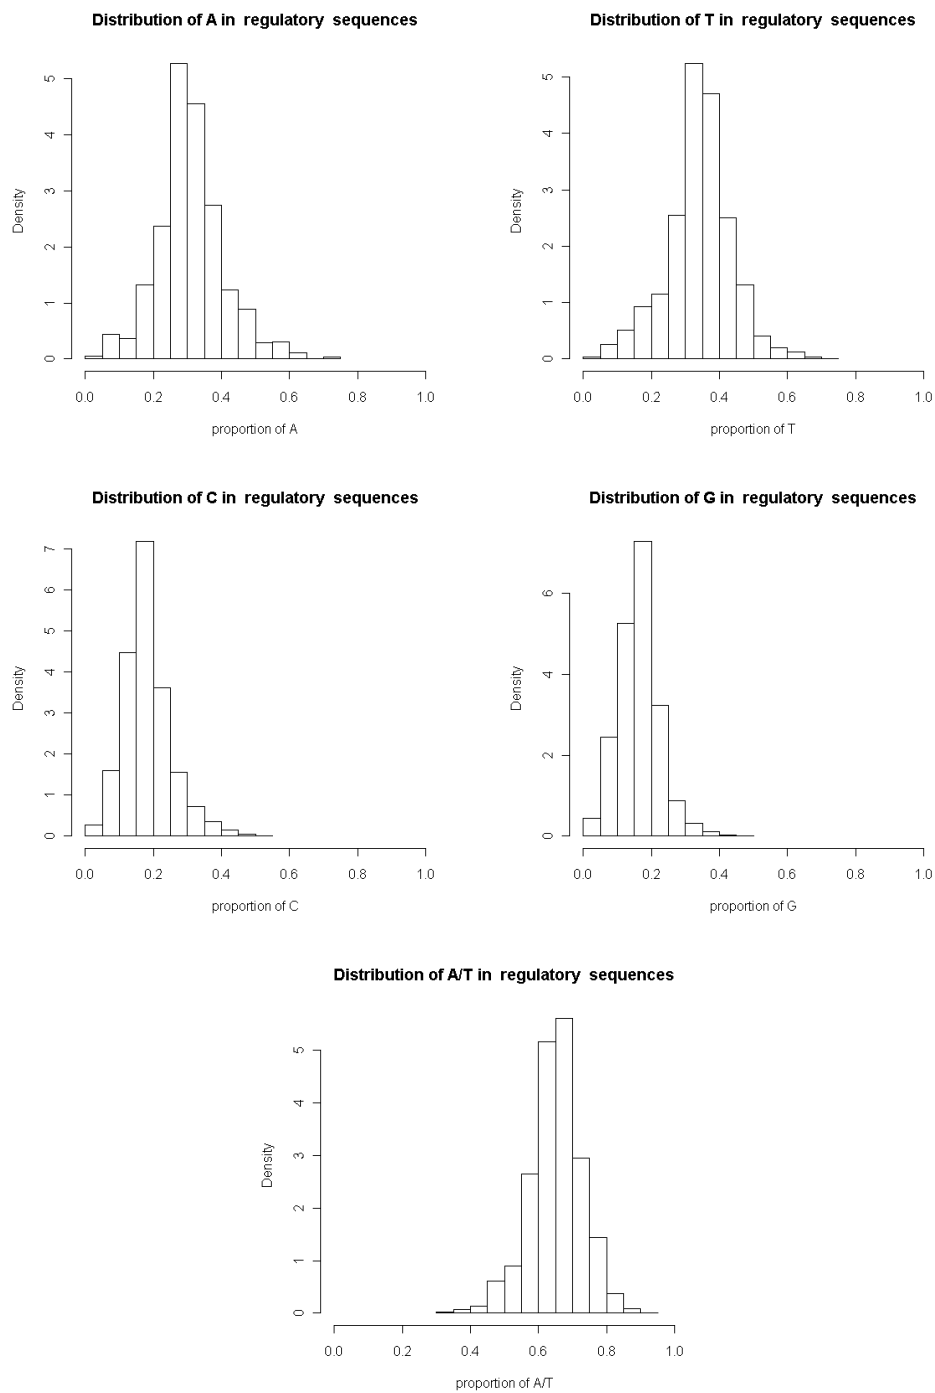 Distribution of A in regulatory sequences
Density
0 1 2 3 4 5
0.0 0.2 0.4 0.6 0.8 1.0
proportion of A
Distribution of T in regulatory sequences
Density
0 1 2 3 4 5
0.0 0.2 0.4 0.6 0.8 1.0
proportion of T
Distribution of C in regulatory sequences
Density
0 1 2 3 4 5 6 7
0.0 0.2 0.4 0.6 0.8 1.0
proportion of C
Distribution of G in regulatory sequences
Density
0 2 4 6
0.0 0.2 0.4 0.6 0.8 1.0
proportion of G
Distribution of A/T in regulatory sequences
Density
0 1 2 3 4 5
0.0 0.2 0.4 0.6 0.8 1.0
proportion of A/T